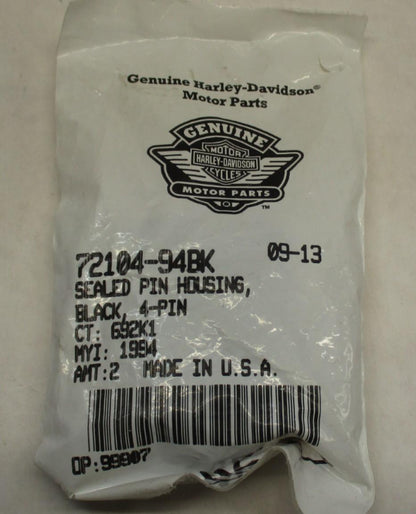 Genuine Harley-Davidson®
Motor Parts
GENUINE
MOTOR
HARLEY-DAVIDSON
CYCLES
MOTOR PARTS
™
72104-94BK 09-13
SEALED PIN HOUSING,
BLACK, 4-PIN
CT: 692K1
MYI: 1994
AMT:2 MADE IN U.S.A.
OP:99907